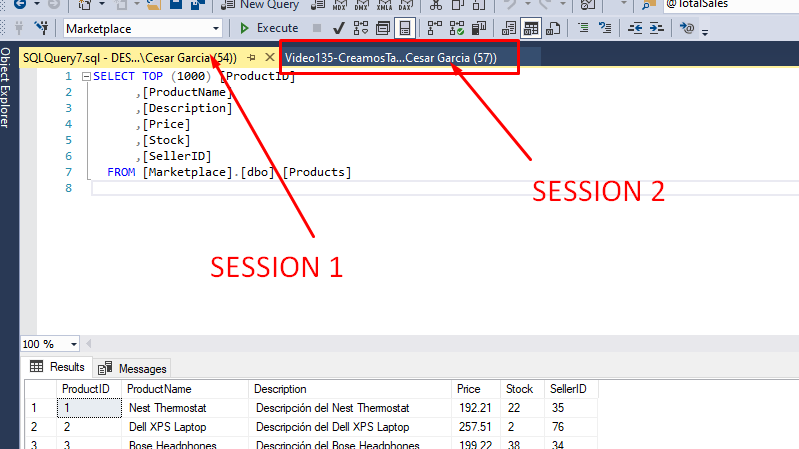 New Query MDX DMX XMLA DAX @TotalSales
Marketplace Execute
SQLQuery7.sql - DES...\Cesar Garcia (54)) Video135-CreamosTa...Cesar Garcia (57))
Object Explorer
1 SELECT TOP (1000) [ProductID]
2 ,[ProductName]
3 ,[Description]
4 ,[Price]
5 ,[Stock]
6 ,[SellerID]
7 FROM [Marketplace].[dbo].[Products]
8
SESSION 2
SESSION 1
100 %
Results Messages
ProductID ProductName Description Price Stock SellerID
1 1 Nest Thermostat Descripción del Nest Thermostat 192.21 22 35
2 2 Dell XPS Laptop Descripción del Dell XPS Laptop 257.51 2 76
3 3 Bose Headphones Descripción del Bose Headphones 199.22 38 34